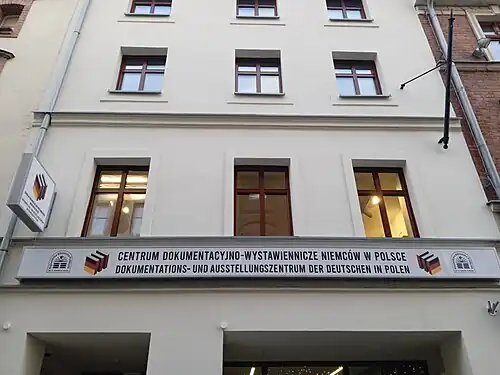 CENTRUM DOKUMENTACYJNO-WYSTAWIENNICZE NIEMCÓW W POLSCE
DOKUMENTATIONS- UND AUSSTELLUNGSZENTRUM DER DEUTSCHEN IN POLEN